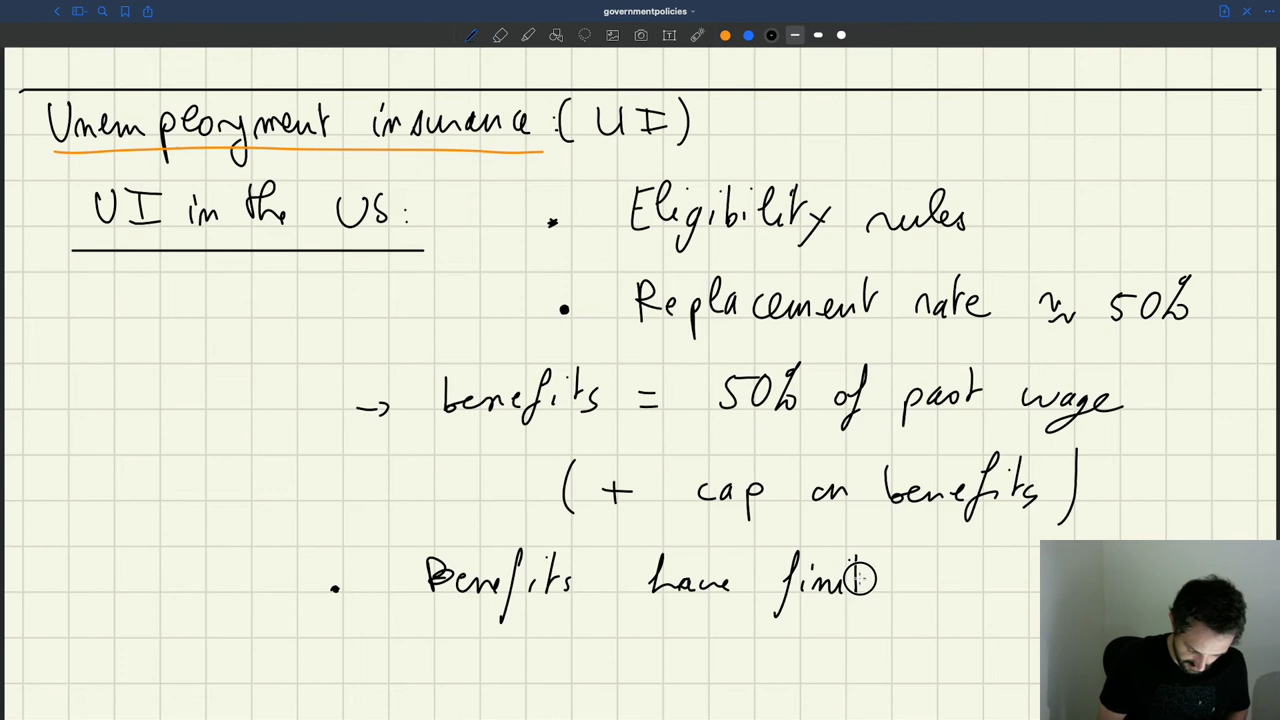 governmentpolicies
Unemployment insurance : (UI)
UI in the US:
• Eligibility rules
• Replacement rate ≈ 50%
→ benefits = 50% of past wage
(+ cap on benefits)
• Benefits have finit